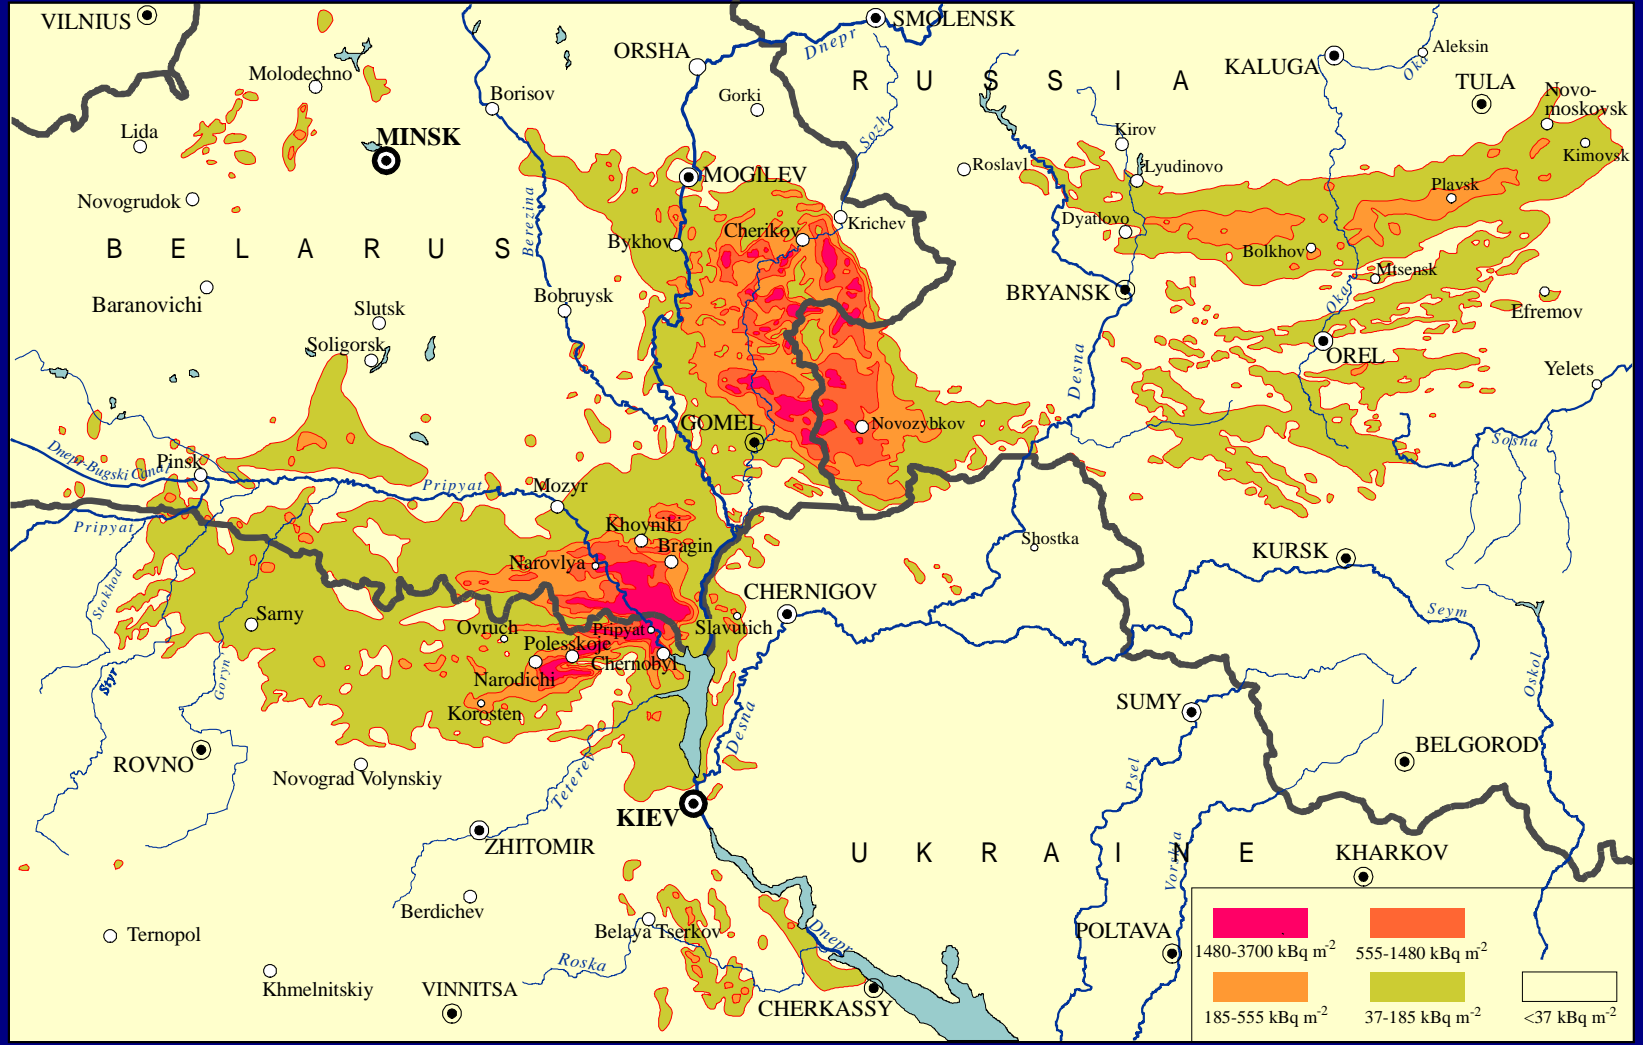 VILNIUS
SMOLENSK
ORSHA
Dnepr
KALUGA
Oka
Aleksin
TULA
Molodechno
R U S S I A
Novo-
moskovsk
Borisov
Gorki
Lida
MINSK
Sozh
Kirov
Kimovsk
Roslavl
Lyudinovo
MOGILEV
Plavsk
Novogrudok
Berezina
Krichev
Dyatlovo
Cherikov
B E L A R U S
Bykhov
Bolkhov
Mtsensk
Baranovichi
Bobruysk
BRYANSK
Oka
Efremov
Slutsk
Soligorsk
OREL
Desna
Yelets
GOMEL
Novozybkov
Sosna
Dnepr-Bugski Canal
Pinsk
Pripyat
Mozyr
Pripyat
Khoyniki
Bragin
Shostka
KURSK
Narovlya
Stokhod
CHERNIGOV
Seym
Sarny
Ovruch
Pripyat
Slavutich
Polesskoje
Chernobyl
Styr
Goryn
Narodichi
Oskol
Korosten
SUMY
Desna
BELGOROD
ROVNO
Novograd Volynskiy
Teterev
Psel
KIEV
ZHITOMIR
U K R A I N E
Vorskla
KHARKOV
Berdichev
Belaya Tserkov
Dnepr
Ternopol
POLTAVA
Roska
Khmelnitskiy
VINNITSA
CHERKASSY
1480-3700 kBq m-2
555-1480 kBq m-2
185-555 kBq m-2
37-185 kBq m-2
<37 kBq m-2